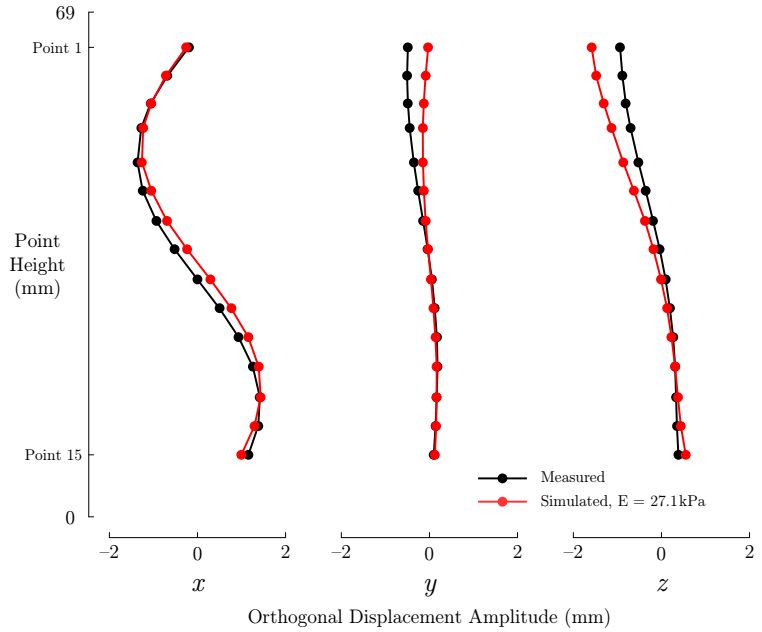 69
Point 1
Point
Height
(mm)
Point 15
0
Measured
Simulated, E = 27.1kPa
−2 0 2 −2 0 2 −2 0 2
x y z
Orthogonal Displacement Amplitude (mm)